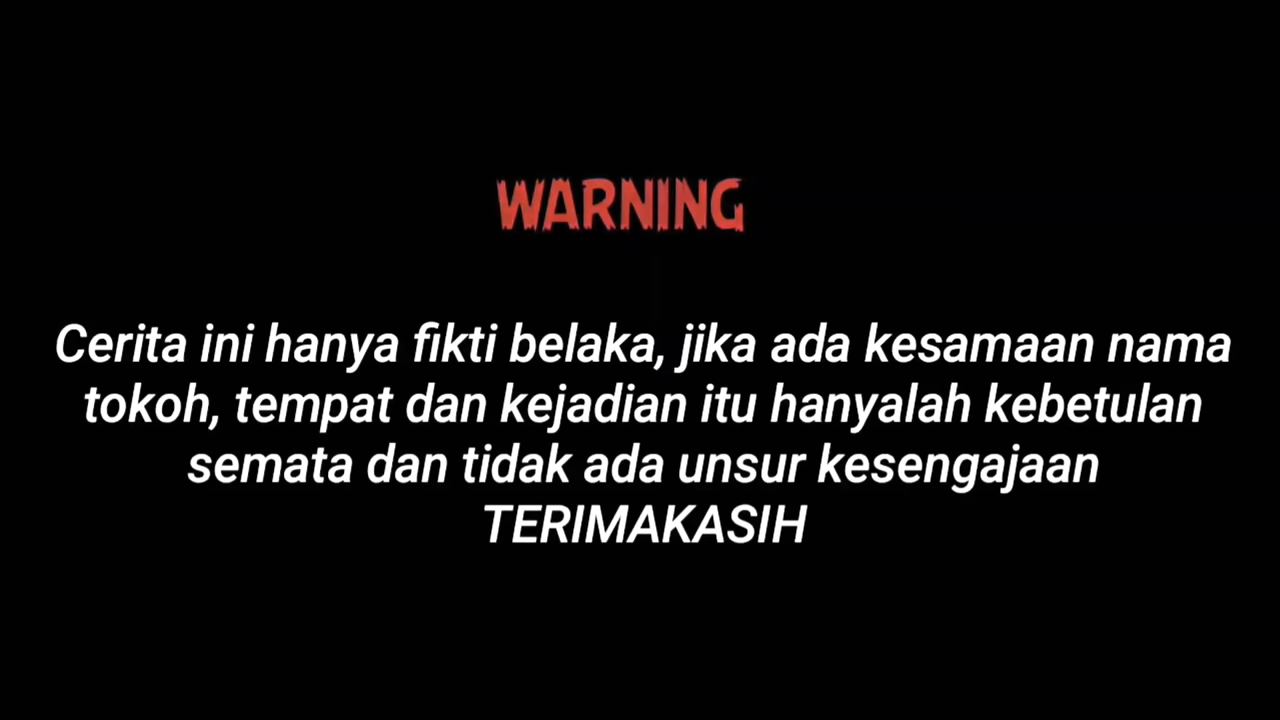 WARNING
Cerita ini hanya fikti belaka, jika ada kesamaan nama
tokoh, tempat dan kejadian itu hanyalah kebetulan
semata dan tidak ada unsur kesengajaan
TERIMAKASIH